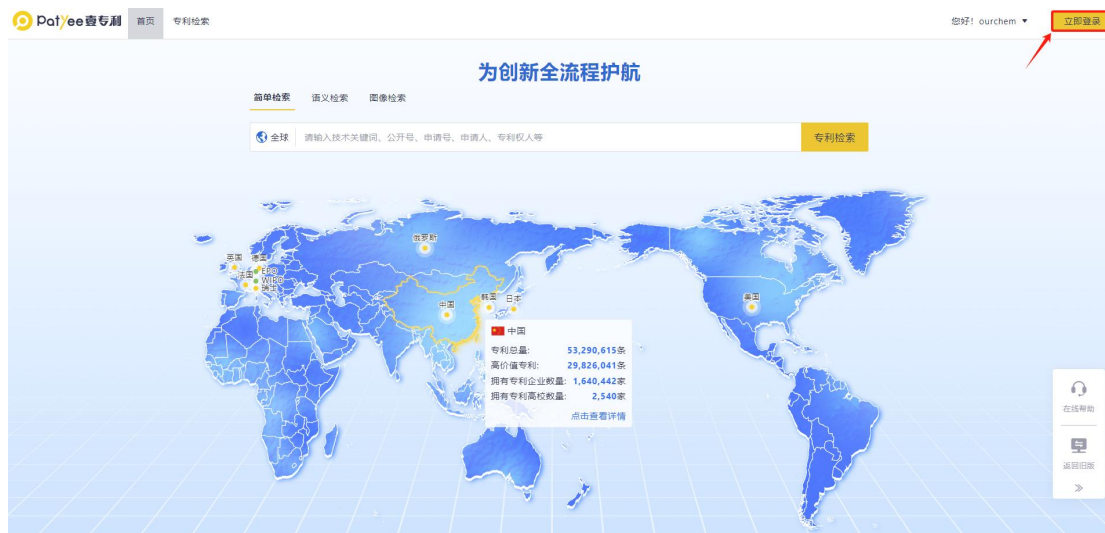 Patyee壹专利 首页 专利检索 您好！ourchem ▼ 立即登录
为创新全流程护航
简单检索 语义检索 图像检索
全球 请输入技术关键词、公开号、申请号、申请人、专利权人等 专利检索
俄罗斯
英国 德国
法国 EPO
WIPO
瑞士
中国 韩国 日本 美国
中国
专利总量: 53,290,615条
高价值专利: 29,826,041条
拥有专利企业数量: 1,640,442家
拥有专利高校数量: 2,540家
点击查看详情
在线帮助
返回旧版